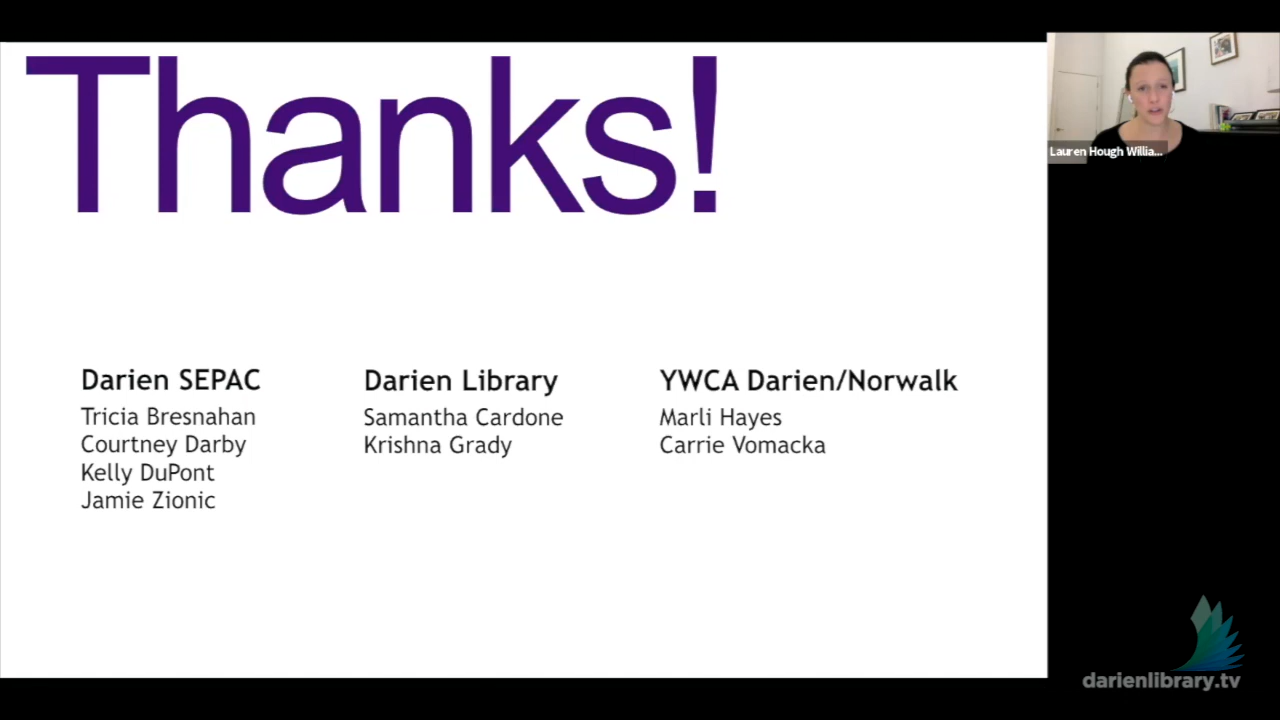 Thanks!
Lauren Hough Willia...
Darien SEPAC
Tricia Bresnahan
Courtney Darby
Kelly DuPont
Jamie Zionic
Darien Library
Samantha Cardone
Krishna Grady
YWCA Darien/Norwalk
Marli Hayes
Carrie Vomacka
darienlibrary.tv